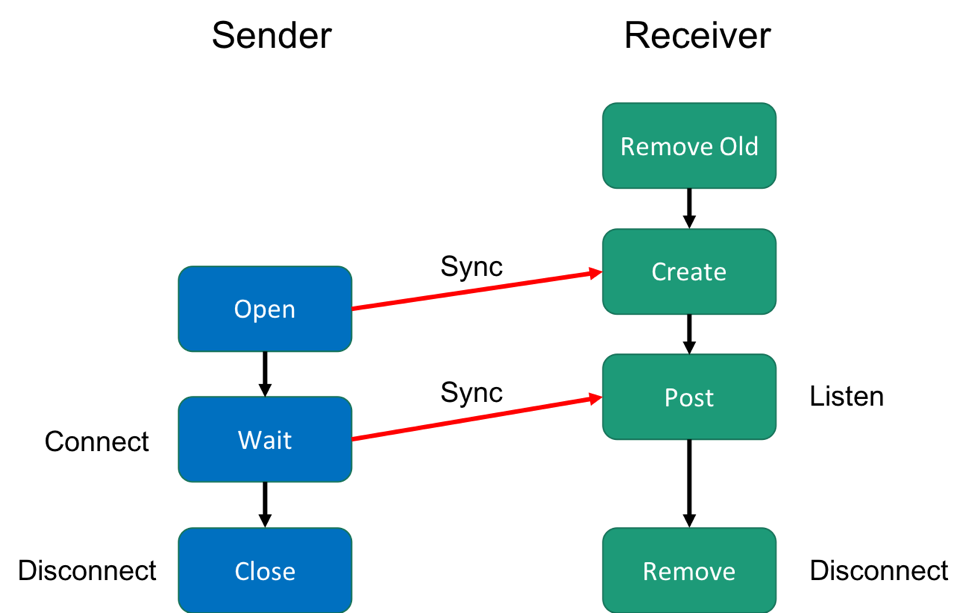 Sender
Receiver
Remove Old
Sync
Create
Open
Sync
Post
Listen
Connect
Wait
Disconnect
Close
Remove
Disconnect